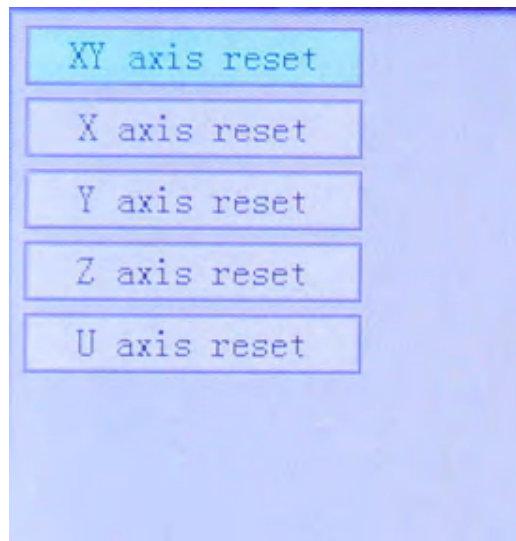 XY axis reset
X axis reset
Y axis reset
Z axis reset
U axis reset